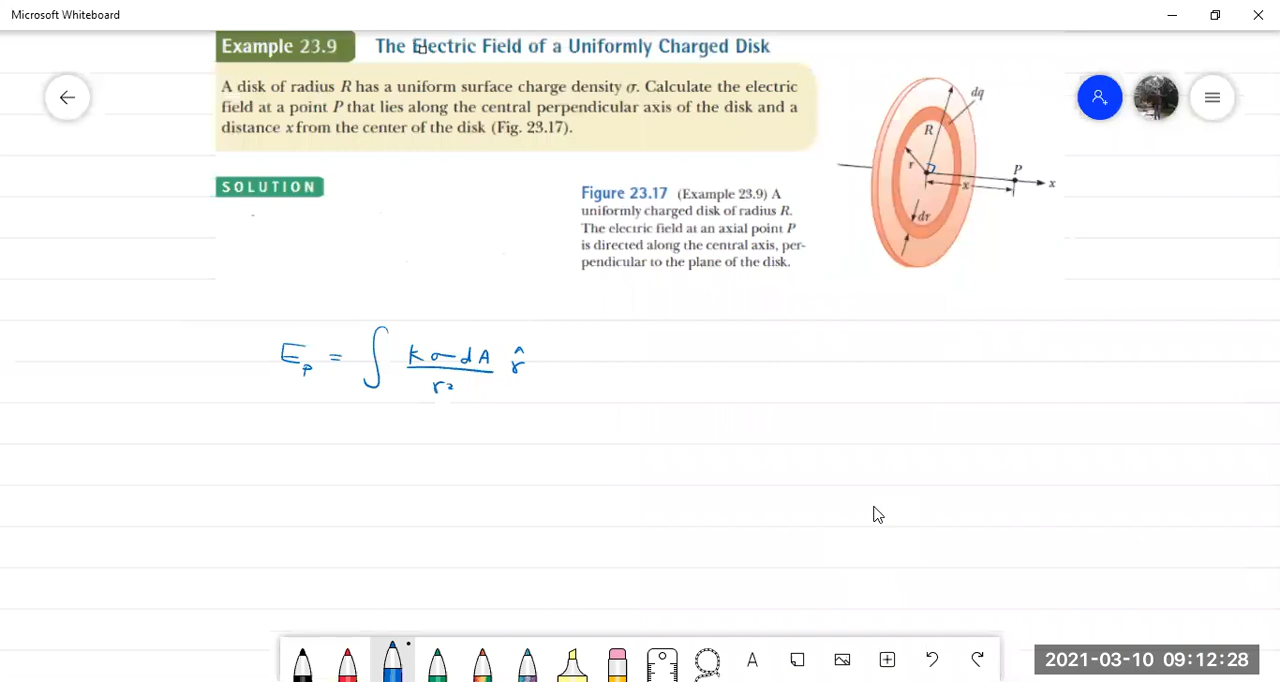 Microsoft Whiteboard
Example 23.9 The Electric Field of a Uniformly Charged Disk
A disk of radius R has a uniform surface charge density σ. Calculate the electric
field at a point P that lies along the central perpendicular axis of the disk and a
distance x from the center of the disk (Fig. 23.17).
SOLUTION
Figure 23.17 (Example 23.9) A
uniformly charged disk of radius R.
The electric field at an axial point P
is directed along the central axis, per-
pendicular to the plane of the disk.
dq
R
r
P
x
x
dr
E_p = ∫ KσdA / r² r̂
A
2021-03-10 09:12:28